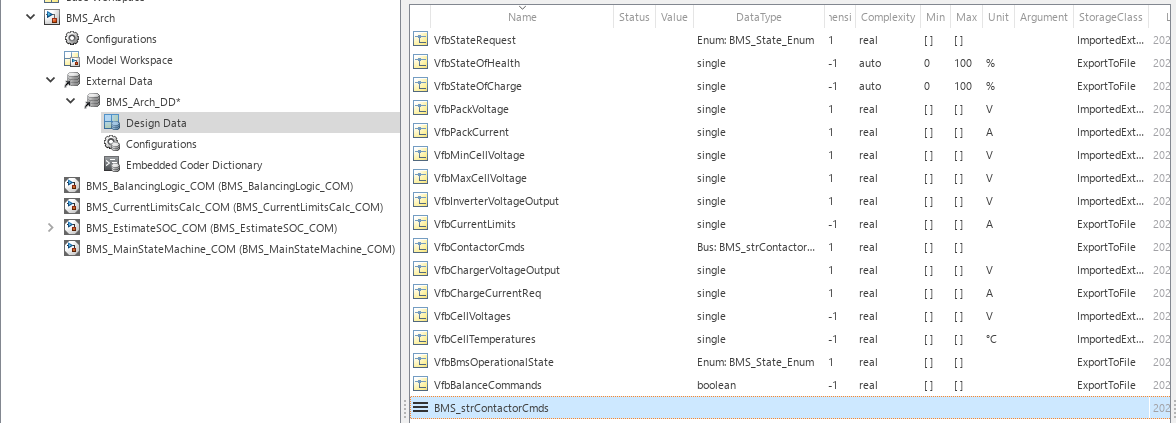 BMS_Arch
Configurations
Model Workspace
External Data
BMS_Arch_DD*
Design Data
Configurations
Embedded Coder Dictionary
BMS_BalancingLogic_COM (BMS_BalancingLogic_COM)
BMS_CurrentLimitsCalc_COM (BMS_CurrentLimitsCalc_COM)
BMS_EstimateSOC_COM (BMS_EstimateSOC_COM)
BMS_MainStateMachine_COM (BMS_MainStateMachine_COM)
Name Status Value DataType mensi Complexity Min Max Unit Argument StorageClass L
VfbStateRequest Enum: BMS_State_Enum 1 real [ ] [ ] ImportedExt... 202
VfbStateOfHealth single -1 auto 0 100 % ExportToFile 202
VfbStateOfCharge single -1 auto 0 100 % ExportToFile 202
VfbPackVoltage single 1 real [ ] [ ] V ImportedExt... 202
VfbPackCurrent single 1 real [ ] [ ] A ImportedExt... 202
VfbMinCellVoltage single 1 real [ ] [ ] V ImportedExt... 202
VfbMaxCellVoltage single 1 real [ ] [ ] V ImportedExt... 202
VfbInverterVoltageOutput single 1 real [ ] [ ] V ImportedExt... 202
VfbCurrentLimits single -1 real [ ] [ ] A ExportToFile 202
VfbContactorCmds Bus: BMS_strContactor... 1 real [ ] [ ] ExportToFile 202
VfbChargerVoltageOutput single 1 real [ ] [ ] V ImportedExt... 202
VfbChargeCurrentReq single 1 real [ ] [ ] A ExportToFile 202
VfbCellVoltages single -1 real [ ] [ ] V ImportedExt... 202
VfbCellTemperatures single -1 real [ ] [ ] °C ImportedExt... 202
VfbBmsOperationalState Enum: BMS_State_Enum 1 real [ ] [ ] ExportToFile 202
VfbBalanceCommands boolean -1 real [ ] [ ] ExportToFile 202
BMS_strContactorCmds 202